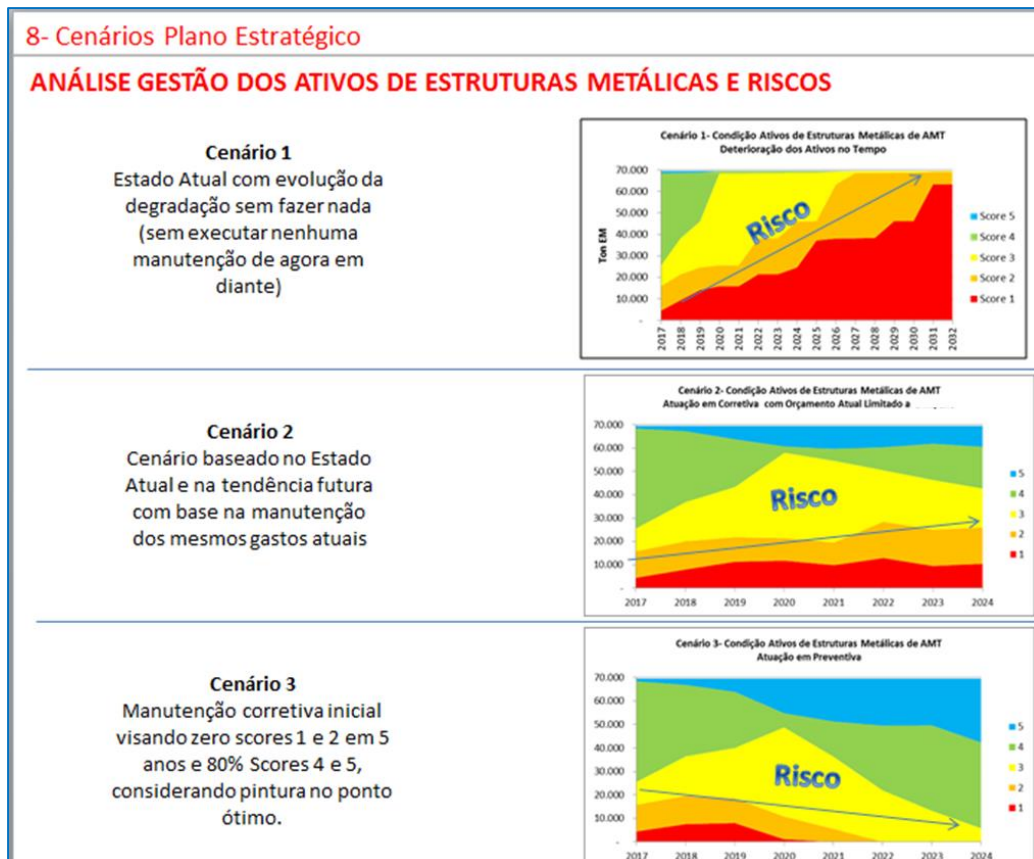 8- Cenários Plano Estratégico
ANÁLISE GESTÃO DOS ATIVOS DE ESTRUTURAS METÁLICAS E RISCOS
Cenário 1
Estado Atual com evolução da
degradação sem fazer nada
(sem executar nenhuma
manutenção de agora em
diante)
Cenário 1- Condição Ativos de Estruturas Metálicas de AMT
Deterioração dos Ativos no Tempo
Ton EM
70.000
60.000
50.000
40.000
30.000
20.000
10.000
-
Risco
Score 5
Score 4
Score 3
Score 2
Score 1
2017 2018 2019 2020 2021 2022 2023 2024 2025 2026 2027 2028 2029 2030 2031 2032
Cenário 2
Cenário baseado no Estado
Atual e na tendência futura
com base na manutenção
dos mesmos gastos atuais
Cenário 2- Condição Ativos de Estruturas Metálicas de AMT
Atuação em Corretiva com Orçamento Atual Limitado a
70.000
60.000
50.000
40.000
30.000
20.000
10.000
-
Risco
5
4
3
2
1
2017 2018 2019 2020 2021 2022 2023 2024
Cenário 3
Manutenção corretiva inicial
visando zero scores 1 e 2 em 5
anos e 80% Scores 4 e 5,
considerando pintura no ponto
ótimo.
Cenário 3- Condição Ativos de Estruturas Metálicas de AMT
Atuação em Preventiva
70.000
60.000
50.000
40.000
30.000
20.000
10.000
-
Risco
5
4
3
2
1
2017 2018 2019 2020 2021 2022 2023 2024